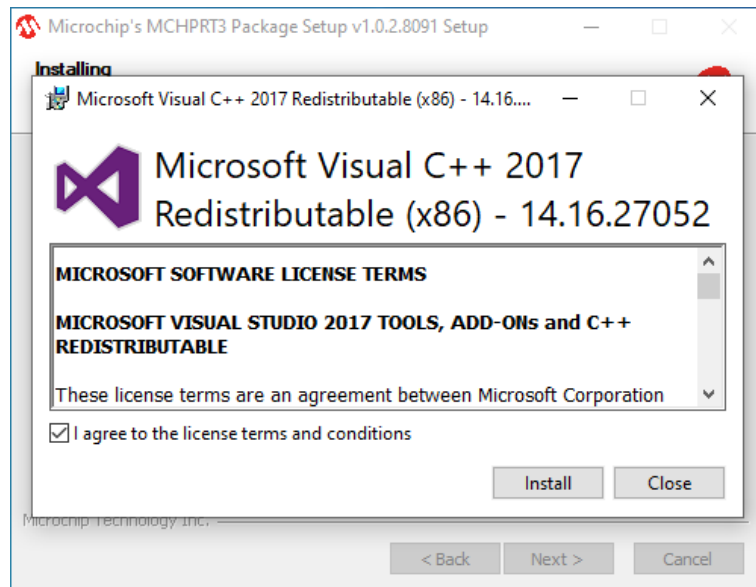 Microchip's MCHPRT3 Package Setup v1.0.2.8091 Setup
Installing
Microsoft Visual C++ 2017 Redistributable (x86) - 14.16....
Microsoft Visual C++ 2017
Redistributable (x86) - 14.16.27052
MICROSOFT SOFTWARE LICENSE TERMS
MICROSOFT VISUAL STUDIO 2017 TOOLS, ADD-ONs and C++
REDISTRIBUTABLE
These license terms are an agreement between Microsoft Corporation
I agree to the license terms and conditions
Install
Close
Microchip Technology Inc.
< Back
Next >
Cancel